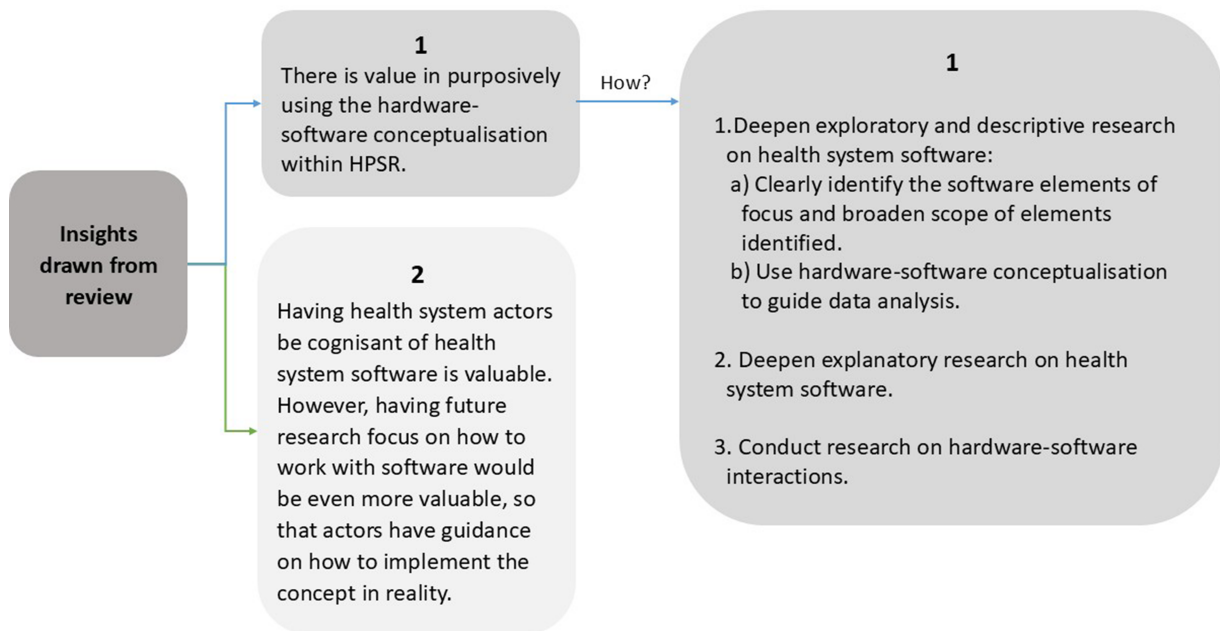 Insights
drawn from
review
1
There is value in purposively
using the hardware-
software conceptualisation
within HPSR.
How?
1
1.Deepen exploratory and descriptive research
on health system software:
a) Clearly identify the software elements of
focus and broaden scope of elements
identified.
b) Use hardware-software conceptualisation
to guide data analysis.
2. Deepen explanatory research on health
system software.
3. Conduct research on hardware-software
interactions.
2
Having health system actors
be cognisant of health
system software is valuable.
However, having future
research focus on how to
work with software would
be even more valuable, so
that actors have guidance
on how to implement the
concept in reality.